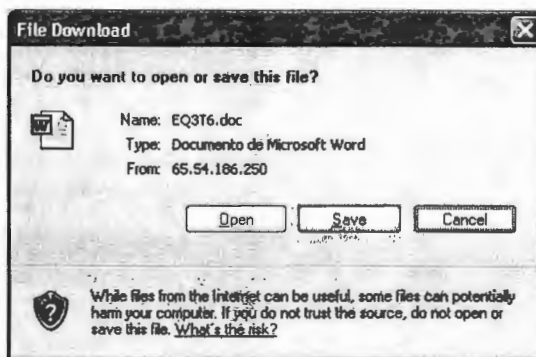 File Download
Do you want to open or save this file?
Name: EQ3T6.doc
Type: Documento de Microsoft Word
From: 65.54.186.250
Open Save Cancel
While files from the Internet can be useful, some files can potentially
harm your computer. If you do not trust the source, do not open or
save this file. What's the risk?